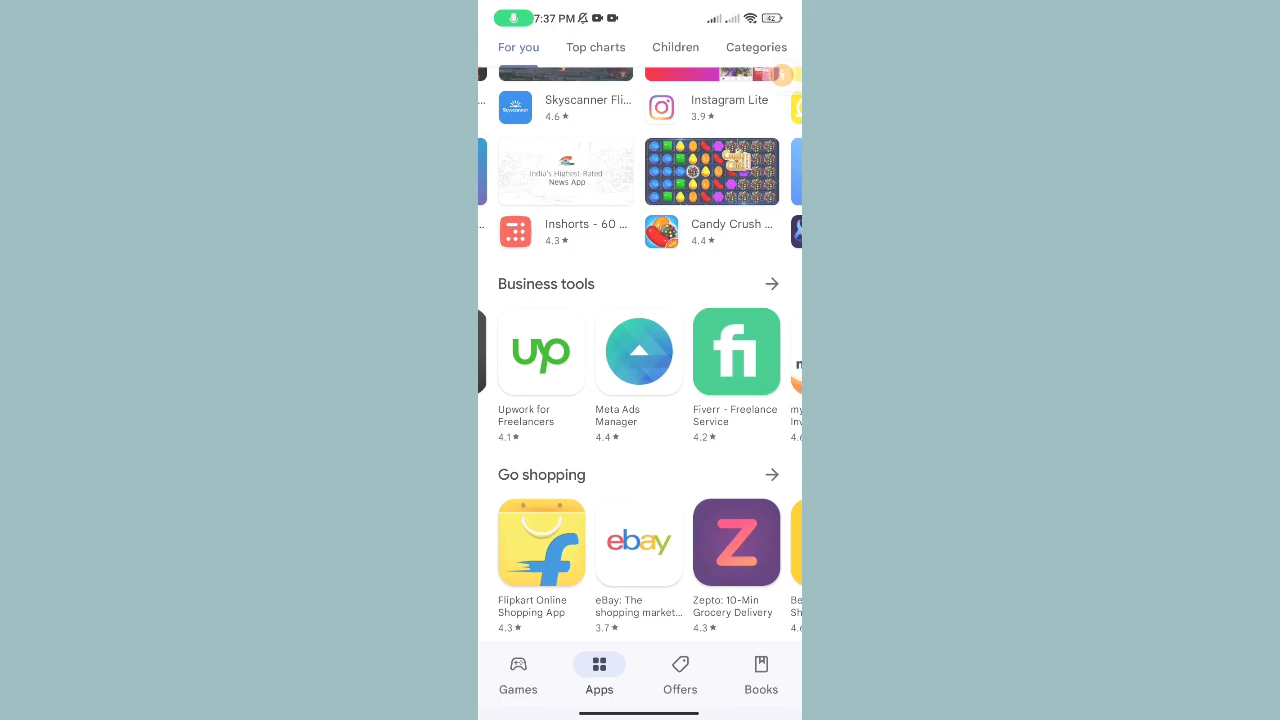 7:37 PM 42
For you Top charts Children Categories
Skyscanner Fli... Instagram Lite
4.6★ 3.9★
India's Highest-Rated
News App
Inshorts - 60 ... Candy Crush ...
4.3★ 4.4★
Business tools
up fi
Upwork for Meta Ads Fiverr - Freelance
Freelancers Manager Service
4.1★ 4.4★ 4.2★
Go shopping
f ebay Z
Flipkart Online eBay: The Zepto: 10-Min
Shopping App shopping market... Grocery Delivery
4.3★ 3.7★ 4.3★
Games Apps Offers Books